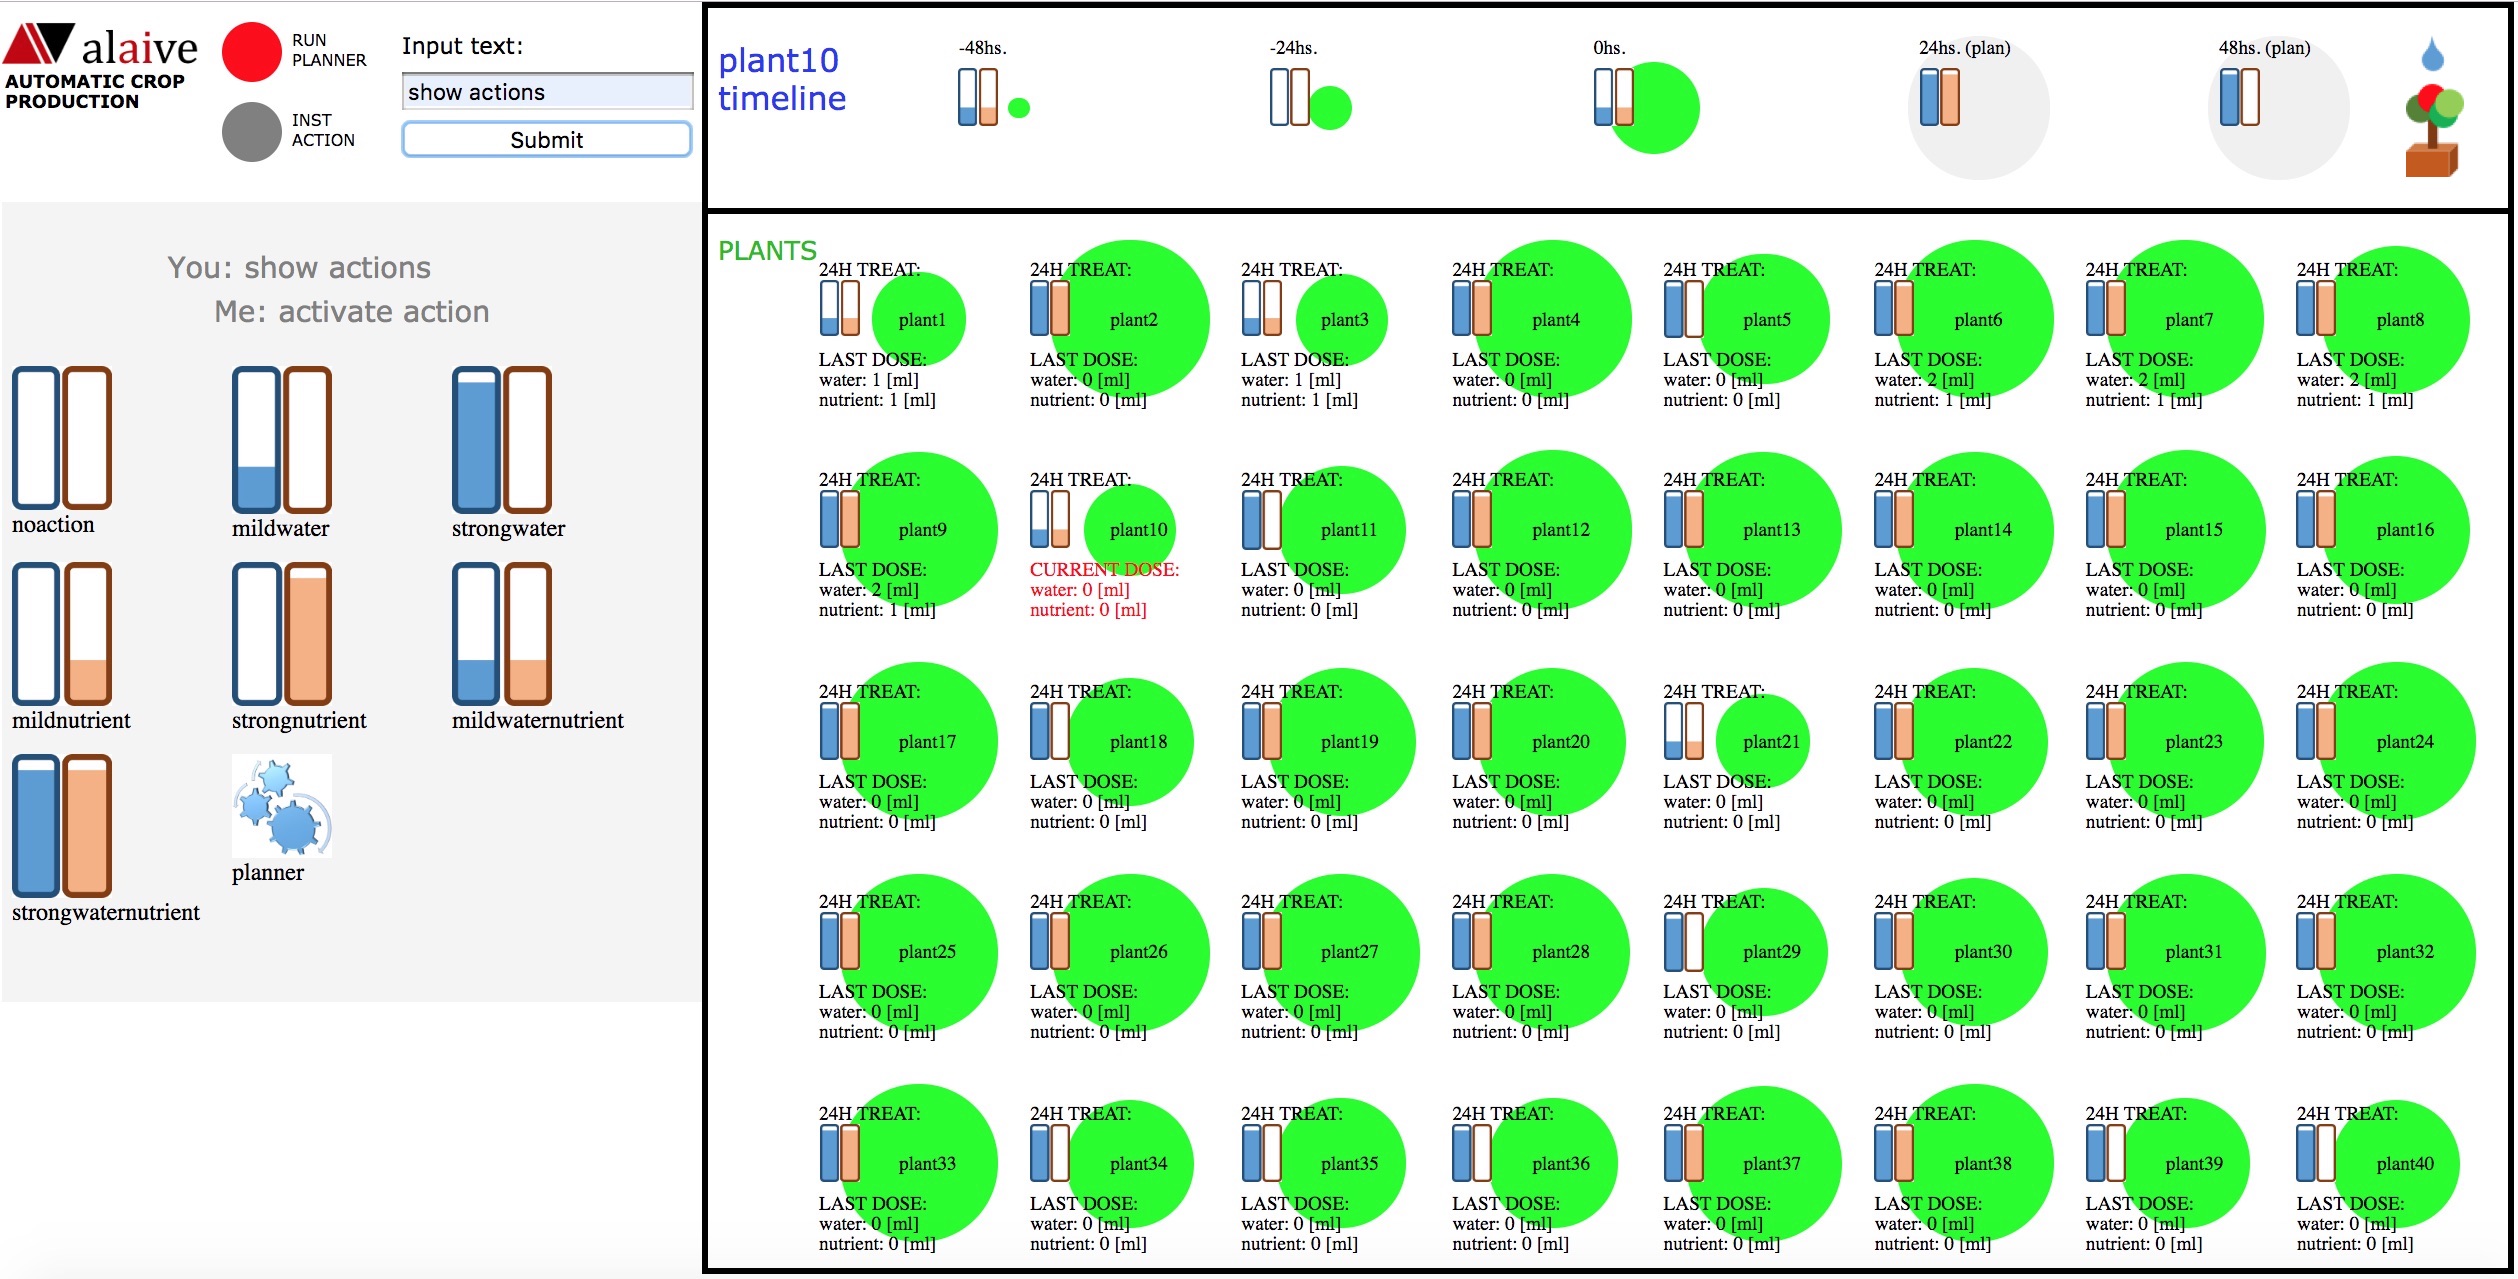 alaive
AUTOMATIC CROP
PRODUCTION
RUN
PLANNER
INST
ACTION
Input text:
show actions
Submit
You: show actions
Me: activate action
noaction
mildwater
strongwater
mildnutrient
strongnutrient
mildwaternutrient
strongwaternutrient
planner
plant10
timeline
-48hs.
-24hs.
0hs.
24hs. (plan)
48hs. (plan)
PLANTS
24H TREAT: 24H TREAT: 24H TREAT: 24H TREAT: 24H TREAT: 24H TREAT: 24H TREAT: 24H TREAT:
plant1 plant2 plant3 plant4 plant5 plant6 plant7 plant8
LAST DOSE: LAST DOSE: LAST DOSE: LAST DOSE: LAST DOSE: LAST DOSE: LAST DOSE: LAST DOSE:
water: 1 [ml] water: 0 [ml] water: 1 [ml] water: 0 [ml] water: 0 [ml] water: 2 [ml] water: 2 [ml] water: 2 [ml]
nutrient: 1 [ml] nutrient: 0 [ml] nutrient: 1 [ml] nutrient: 0 [ml] nutrient: 0 [ml] nutrient: 1 [ml] nutrient: 1 [ml] nutrient: 1 [ml]
24H TREAT: 24H TREAT: 24H TREAT: 24H TREAT: 24H TREAT: 24H TREAT: 24H TREAT: 24H TREAT:
plant9 plant10 plant11 plant12 plant13 plant14 plant15 plant16
LAST DOSE: CURRENT DOSE: LAST DOSE: LAST DOSE: LAST DOSE: LAST DOSE: LAST DOSE: LAST DOSE:
water: 2 [ml] water: 0 [ml] water: 0 [ml] water: 0 [ml] water: 0 [ml] water: 0 [ml] water: 0 [ml] water: 0 [ml]
nutrient: 1 [ml] nutrient: 0 [ml] nutrient: 0 [ml] nutrient: 0 [ml] nutrient: 0 [ml] nutrient: 0 [ml] nutrient: 0 [ml] nutrient: 0 [ml]
24H TREAT: 24H TREAT: 24H TREAT: 24H TREAT: 24H TREAT: 24H TREAT: 24H TREAT: 24H TREAT:
plant17 plant18 plant19 plant20 plant21 plant22 plant23 plant24
LAST DOSE: LAST DOSE: LAST DOSE: LAST DOSE: LAST DOSE: LAST DOSE: LAST DOSE: LAST DOSE:
water: 0 [ml] water: 0 [ml] water: 0 [ml] water: 0 [ml] water: 0 [ml] water: 0 [ml] water: 0 [ml] water: 0 [ml]
nutrient: 0 [ml] nutrient: 0 [ml] nutrient: 0 [ml] nutrient: 0 [ml] nutrient: 0 [ml] nutrient: 0 [ml] nutrient: 0 [ml] nutrient: 0 [ml]
24H TREAT: 24H TREAT: 24H TREAT: 24H TREAT: 24H TREAT: 24H TREAT: 24H TREAT: 24H TREAT:
plant25 plant26 plant27 plant28 plant29 plant30 plant31 plant32
LAST DOSE: LAST DOSE: LAST DOSE: LAST DOSE: LAST DOSE: LAST DOSE: LAST DOSE: LAST DOSE:
water: 0 [ml] water: 0 [ml] water: 0 [ml] water: 0 [ml] water: 0 [ml] water: 0 [ml] water: 0 [ml] water: 0 [ml]
nutrient: 0 [ml] nutrient: 0 [ml] nutrient: 0 [ml] nutrient: 0 [ml] nutrient: 0 [ml] nutrient: 0 [ml] nutrient: 0 [ml] nutrient: 0 [ml]
24H TREAT: 24H TREAT: 24H TREAT: 24H TREAT: 24H TREAT: 24H TREAT: 24H TREAT: 24H TREAT:
plant33 plant34 plant35 plant36 plant37 plant38 plant39 plant40
LAST DOSE: LAST DOSE: LAST DOSE: LAST DOSE: LAST DOSE: LAST DOSE: LAST DOSE: LAST DOSE:
water: 0 [ml] water: 0 [ml] water: 0 [ml] water: 0 [ml] water: 0 [ml] water: 0 [ml] water: 0 [ml] water: 0 [ml]
nutrient: 0 [ml] nutrient: 0 [ml] nutrient: 0 [ml] nutrient: 0 [ml] nutrient: 0 [ml] nutrient: 0 [ml] nutrient: 0 [ml] nutrient: 0 [ml]